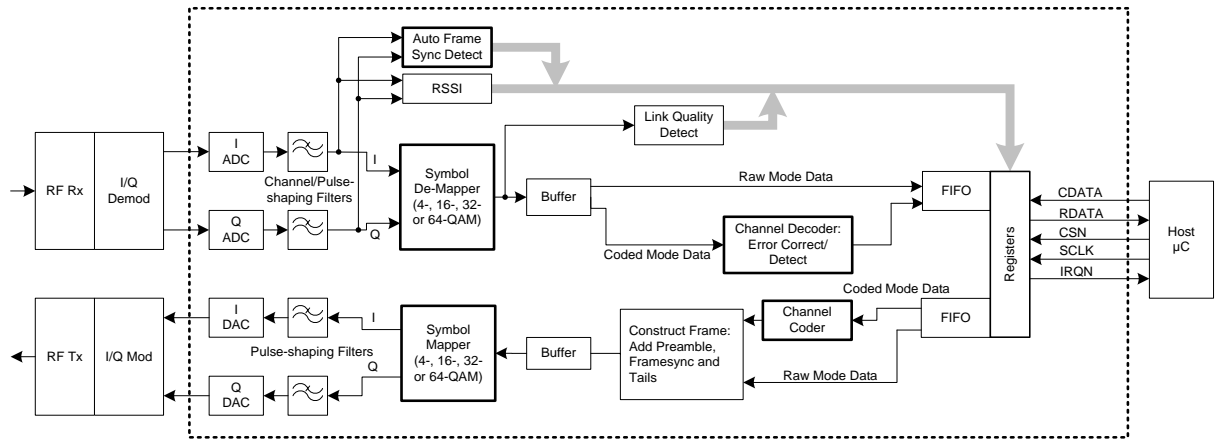 Auto Frame
Sync Detect
RSSI
Link Quality
Detect
RF Rx
I/Q
Demod
I
ADC
Channel/Pulse-
shaping Filters
Q
ADC
I
Q
Symbol
De-Mapper
(4-, 16-, 32-
or 64-QAM)
Buffer
Raw Mode Data
Coded Mode Data
Channel Decoder:
Error Correct/
Detect
FIFO
Registers
CDATA
RDATA
CSN
SCLK
IRQN
Host
µC
RF Tx
I/Q Mod
I
DAC
Pulse-shaping Filters
Q
DAC
I
Q
Symbol
Mapper
(4-, 16-, 32-
or 64-QAM)
Buffer
Construct Frame:
Add Preamble,
Framesync and
Tails
Channel
Coder
Coded Mode Data
Raw Mode Data
FIFO